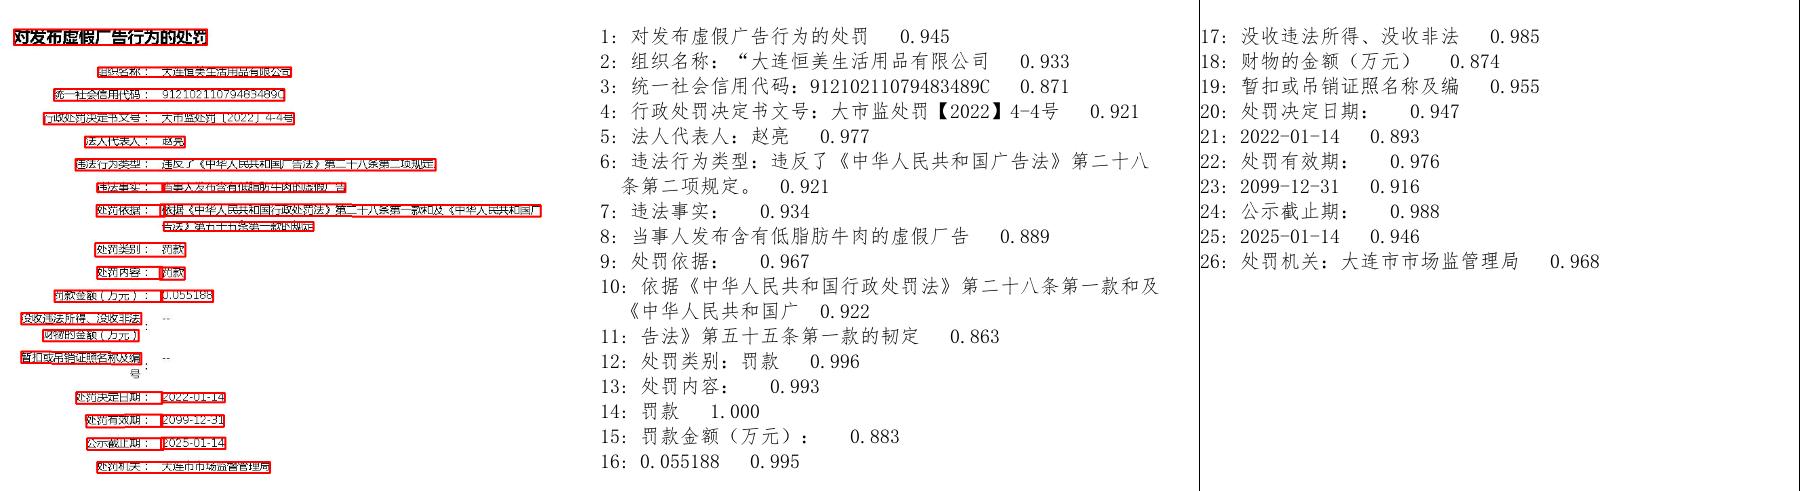 对发布虚假广告行为的处罚
组织名称： 大连恒美生活用品有限公司
统一社会信用代码： 91210211079483489C
行政处罚决定书文号： 大市监处罚〔2022〕4-4号
法人代表人： 赵亮
违法行为类型： 违反了《中华人民共和国广告法》第二十八条第二项规定
违法事实： 当事人发布含有低脂肪牛肉的虚假广告
处罚依据： 依据《中华人民共和国行政处罚法》第二十八条第一款和及《中华人民共和国广
告法》第五十五条第一款的规定
处罚类别： 罚款
处罚内容： 罚款
罚款金额（万元）： 0.055188
没收违法所得、没收非法
财物的金额（万元）： --
暂扣或吊销证照名称及编
号： --
处罚决定日期： 2022-01-14
处罚有效期： 2099-12-31
公示截止期： 2025-01-14
处罚机关： 大连市市场监督管理局
1: 对发布虚假广告行为的处罚 0.945
2: 组织名称：“大连恒美生活用品有限公司 0.933
3: 统一社会信用代码：91210211079483489C 0.871
4: 行政处罚决定书文号：大市监处罚【2022】4-4号 0.921
5: 法人代表人：赵亮 0.977
6: 违法行为类型：违反了《中华人民共和国广告法》第二十八
条第二项规定。 0.921
7: 违法事实： 0.934
8: 当事人发布含有低脂肪牛肉的虚假厂告 0.889
9: 处罚依据： 0.967
10: 依据《中华人民共和国行政处罚法》第二十八条第一款和及
《中华人民共和国广 0.922
11: 告法》第五十五条第一款的韧定 0.863
12: 处罚类别：罚款 0.996
13: 处罚内容： 0.993
14: 罚款 1.000
15: 罚款金额（万元）： 0.883
16: 0.055188 0.995
17: 没收违法所得、没收非法 0.985
18: 财物的金额（万元） 0.874
19: 暂扣或吊销证照名称及编 0.955
20: 处罚决定日期： 0.947
21: 2022-01-14 0.893
22: 处罚有效期： 0.976
23: 2099-12-31 0.916
24: 公示截止期： 0.988
25: 2025-01-14 0.946
26: 处罚机关：大连市市场监管理局 0.968